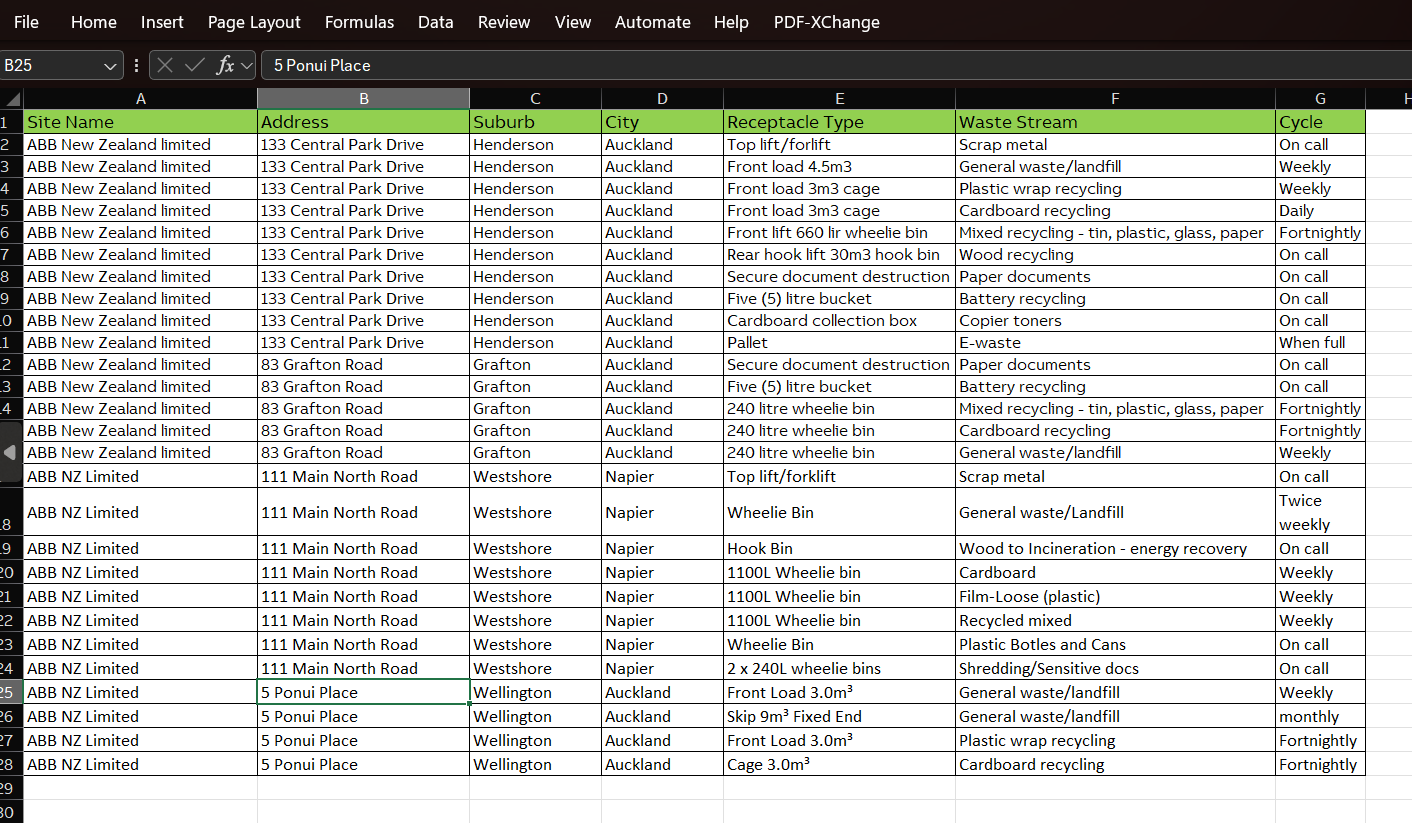 File Home Insert Page Layout Formulas Data Review View Automate Help PDF-XChange
B25 fx 5 Ponui Place
A B C D E F G H
1 Site Name Address Suburb City Receptacle Type Waste Stream Cycle
2 ABB New Zealand limited 133 Central Park Drive Henderson Auckland Top lift/forlift Scrap metal On call
3 ABB New Zealand limited 133 Central Park Drive Henderson Auckland Front load 4.5m3 General waste/landfill Weekly
4 ABB New Zealand limited 133 Central Park Drive Henderson Auckland Front load 3m3 cage Plastic wrap recycling Weekly
5 ABB New Zealand limited 133 Central Park Drive Henderson Auckland Front load 3m3 cage Cardboard recycling Daily
6 ABB New Zealand limited 133 Central Park Drive Henderson Auckland Front lift 660 lir wheelie bin Mixed recycling - tin, plastic, glass, paper Fortnightly
7 ABB New Zealand limited 133 Central Park Drive Henderson Auckland Rear hook lift 30m3 hook bin Wood recycling On call
8 ABB New Zealand limited 133 Central Park Drive Henderson Auckland Secure document destruction Paper documents On call
9 ABB New Zealand limited 133 Central Park Drive Henderson Auckland Five (5) litre bucket Battery recycling On call
0 ABB New Zealand limited 133 Central Park Drive Henderson Auckland Cardboard collection box Copier toners On call
1 ABB New Zealand limited 133 Central Park Drive Henderson Auckland Pallet E-waste When full
2 ABB New Zealand limited 83 Grafton Road Grafton Auckland Secure document destruction Paper documents On call
3 ABB New Zealand limited 83 Grafton Road Grafton Auckland Five (5) litre bucket Battery recycling On call
4 ABB New Zealand limited 83 Grafton Road Grafton Auckland 240 litre wheelie bin Mixed recycling - tin, plastic, glass, paper Fortnightly
ABB New Zealand limited 83 Grafton Road Grafton Auckland 240 litre wheelie bin Cardboard recycling Fortnightly
ABB New Zealand limited 83 Grafton Road Grafton Auckland 240 litre wheelie bin General waste/landfill Weekly
ABB NZ Limited 111 Main North Road Westshore Napier Top lift/forklift Scrap metal On call
8 ABB NZ Limited 111 Main North Road Westshore Napier Wheelie Bin General waste/Landfill Twice weekly
9 ABB NZ Limited 111 Main North Road Westshore Napier Hook Bin Wood to Incineration - energy recovery On call
20 ABB NZ Limited 111 Main North Road Westshore Napier 1100L Wheelie bin Cardboard Weekly
21 ABB NZ Limited 111 Main North Road Westshore Napier 1100L Wheelie bin Film-Loose (plastic) Weekly
22 ABB NZ Limited 111 Main North Road Westshore Napier 1100L Wheelie bin Recycled mixed Weekly
23 ABB NZ Limited 111 Main North Road Westshore Napier Wheelie Bin Plastic Botles and Cans On call
24 ABB NZ Limited 111 Main North Road Westshore Napier 2 x 240L wheelie bins Shredding/Sensitive docs On call
25 ABB NZ Limited 5 Ponui Place Wellington Auckland Front Load 3.0m³ General waste/landfill Weekly
26 ABB NZ Limited 5 Ponui Place Wellington Auckland Skip 9m³ Fixed End General waste/landfill monthly
27 ABB NZ Limited 5 Ponui Place Wellington Auckland Front Load 3.0m³ Plastic wrap recycling Fortnightly
28 ABB NZ Limited 5 Ponui Place Wellington Auckland Cage 3.0m³ Cardboard recycling Fortnightly
29
30